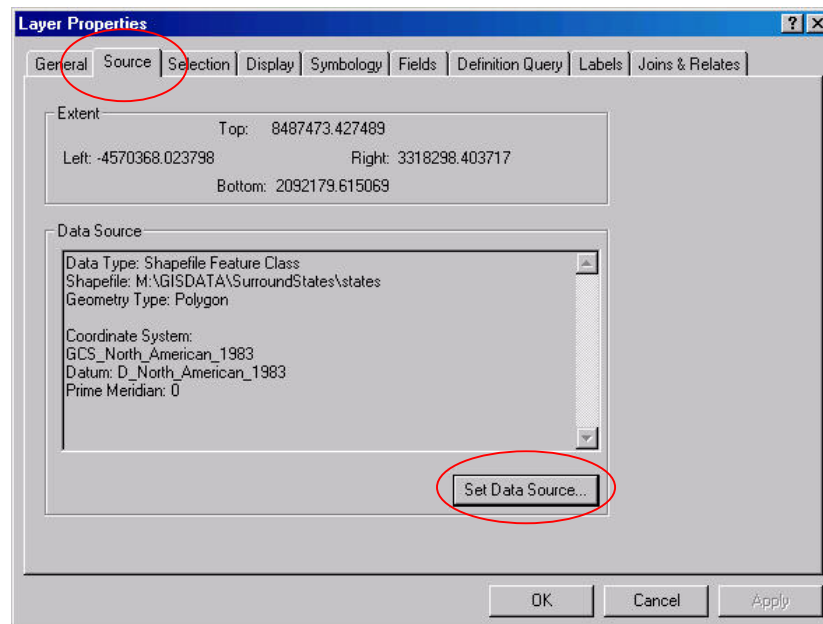 Layer Properties
General Source Selection Display Symbology Fields Definition Query Labels Joins & Relates
Extent
Top: 8487473.427489
Left: -4570368.023798 Right: 3318298.403717
Bottom: 2092179.615069
Data Source
Data Type: Shapefile Feature Class
Shapefile: M:\GISDATA\SurroundStates\states
Geometry Type: Polygon
Coordinate System:
GCS_North_American_1983
Datum: D_North_American_1983
Prime Meridian: 0
Set Data Source...
OK Cancel Apply